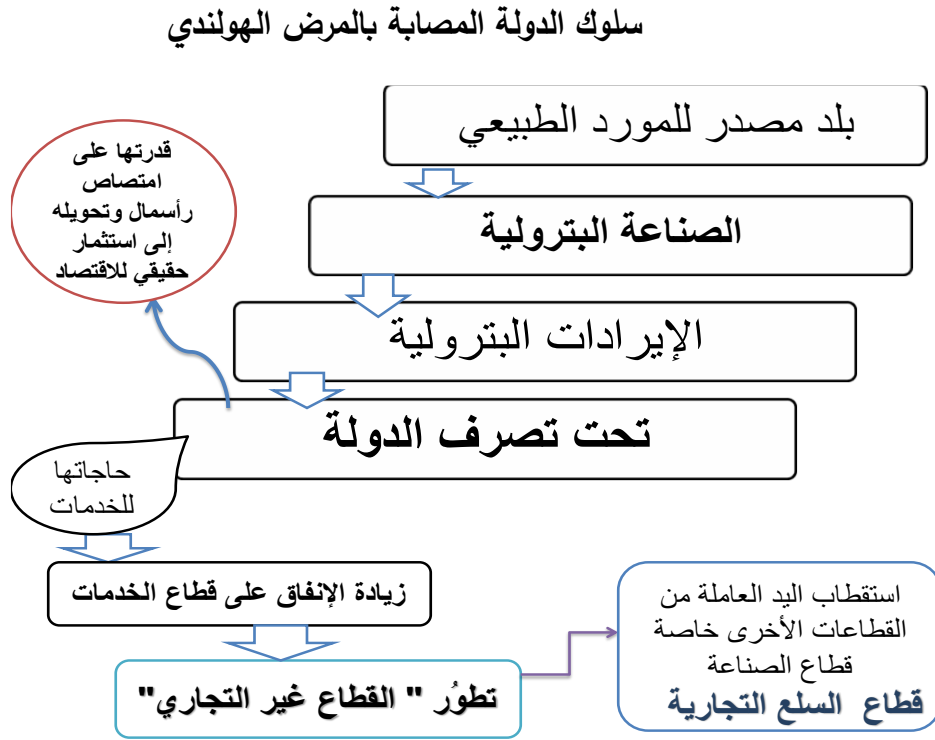 سلوك الدولة المصابة بالمرض الهولندي
بلد مصدر للمورد الطبيعي
قدرتها على
امتصاص
رأسمال وتحويله
إلى استثمار
حقيقي للاقتصاد
الصناعة البترولية
الإيرادات البترولية
تحت تصرف الدولة
حاجاتها
للخدمات
زيادة الإنفاق على قطاع الخدمات
تطوُر " القطاع غير التجاري"
استقطاب اليد العاملة من
القطاعات الأخرى خاصة
قطاع الصناعة
قطاع السلع التجارية